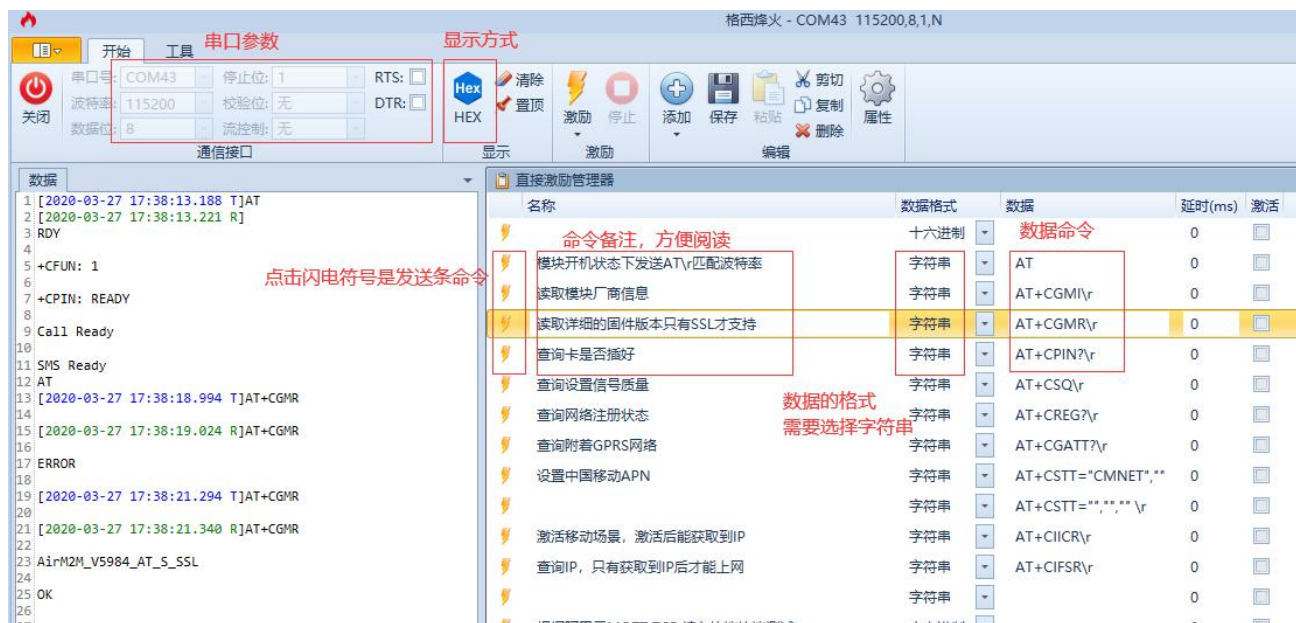 格西烽火 - COM43 115200,8,1,N
开始 工具 串口参数 显示方式
串口号: COM43 停止位: 1 RTS:
波特率: 115200 校验位: 无 DTR:
数据位: 8 流控制: 无
关闭
通信接口
Hex
HEX
清除
置顶
显示
激励 停止
激励
添加 保存 粘贴
剪切
复制
删除
编辑
属性
数据
1 [2020-03-27 17:38:13.188 T]AT
2 [2020-03-27 17:38:13.221 R]
3 RDY
4
5 +CFUN: 1
6
7 +CPIN: READY
8
9 Call Ready
10
11 SMS Ready
12 AT
13 [2020-03-27 17:38:18.994 T]AT+CGMR
14
15 [2020-03-27 17:38:19.024 R]AT+CGMR
16
17 ERROR
18
19 [2020-03-27 17:38:21.294 T]AT+CGMR
20
21 [2020-03-27 17:38:21.340 R]AT+CGMR
22
23 AirM2M_V5984_AT_S_SSL
24
25 OK
26
点击闪电符号是发送条命令
直接激励管理器
名称 数据格式 数据 延时(ms) 激活
十六进制 0
命令备注，方便阅读
数据命令
模块开机状态下发送AT\r匹配波特率 字符串 AT 0
读取模块厂商信息 字符串 AT+CGMI\r 0
读取详细的固件版本只有SSL才支持 字符串 AT+CGMR\r 0
查询卡是否插好 字符串 AT+CPIN?\r 0
查询设置信号质量 字符串 AT+CSQ\r 0
数据的格式
需要选择字符串
查询网络注册状态 字符串 AT+CREG?\r 0
查询附着GPRS网络 字符串 AT+CGATT?\r 0
设置中国移动APN 字符串 AT+CSTT="CMNET","" 0
字符串 AT+CSTT="","","" \r 0
激活移动场景，激活后能获取到IP 字符串 AT+CIICR\r 0
查询IP，只有获取到IP后才能上网 字符串 AT+CIFSR\r 0
字符串 0